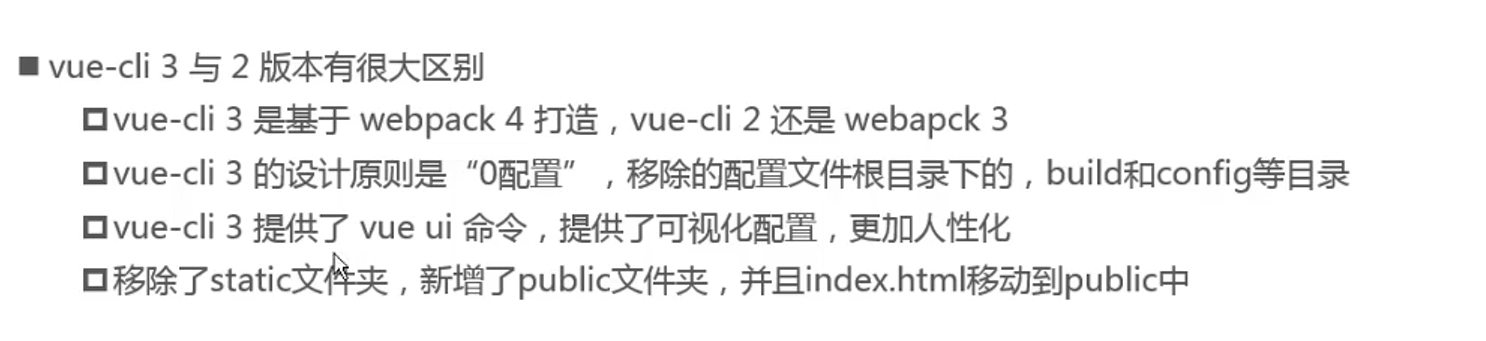 ■ vue-cli 3 与 2 版本有很大区别
vue-cli 3 是基于 webpack 4 打造，vue-cli 2 还是 webapck 3
vue-cli 3 的设计原则是“0配置”，移除的配置文件根目录下的，build和config等目录
vue-cli 3 提供了 vue ui 命令，提供了可视化配置，更加人性化
移除了static文件夹，新增了public文件夹，并且index.html移动到public中